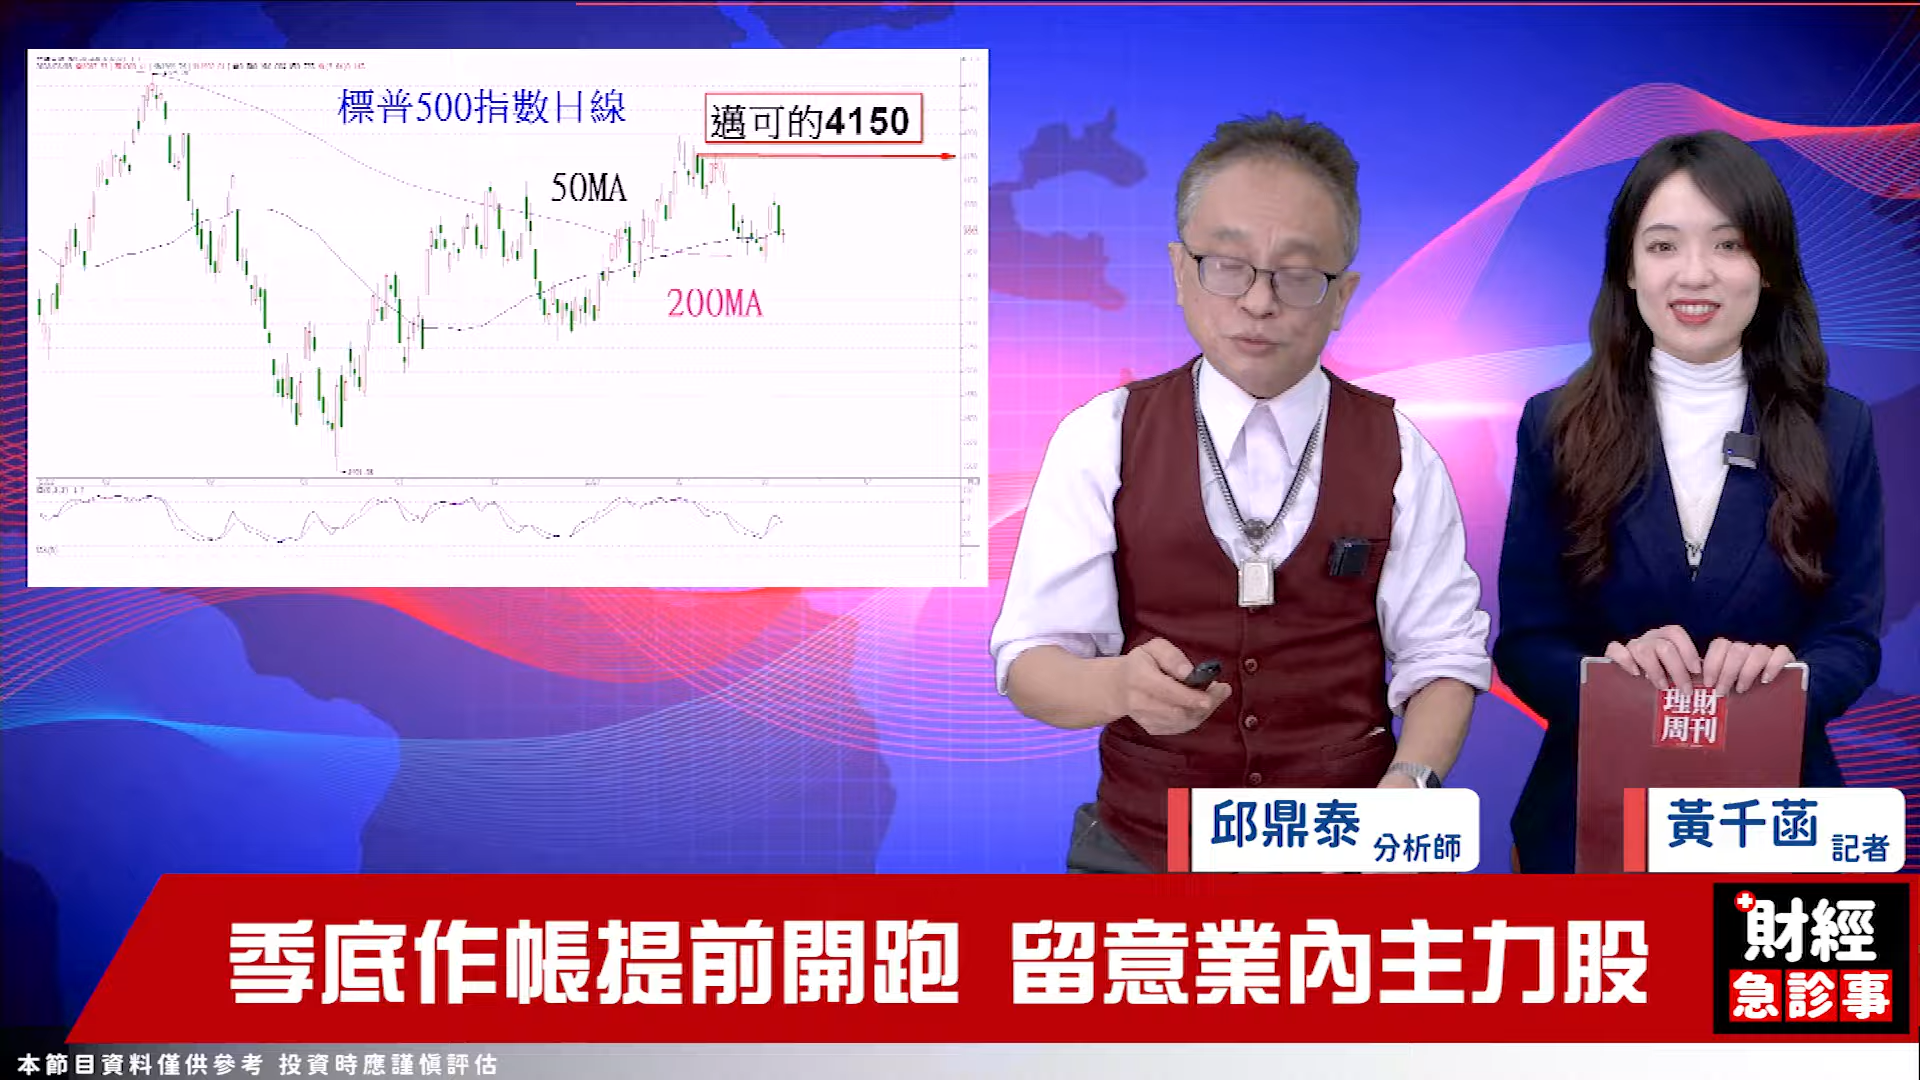 標普500指數日線
邁可的4150
50MA
200MA
理財
周刊
邱鼎泰 分析師
黃千菡 記者
季底作帳提前開跑 留意業內主力股
財經
急診事
本節目資料僅供參考 投資時應謹慎評估